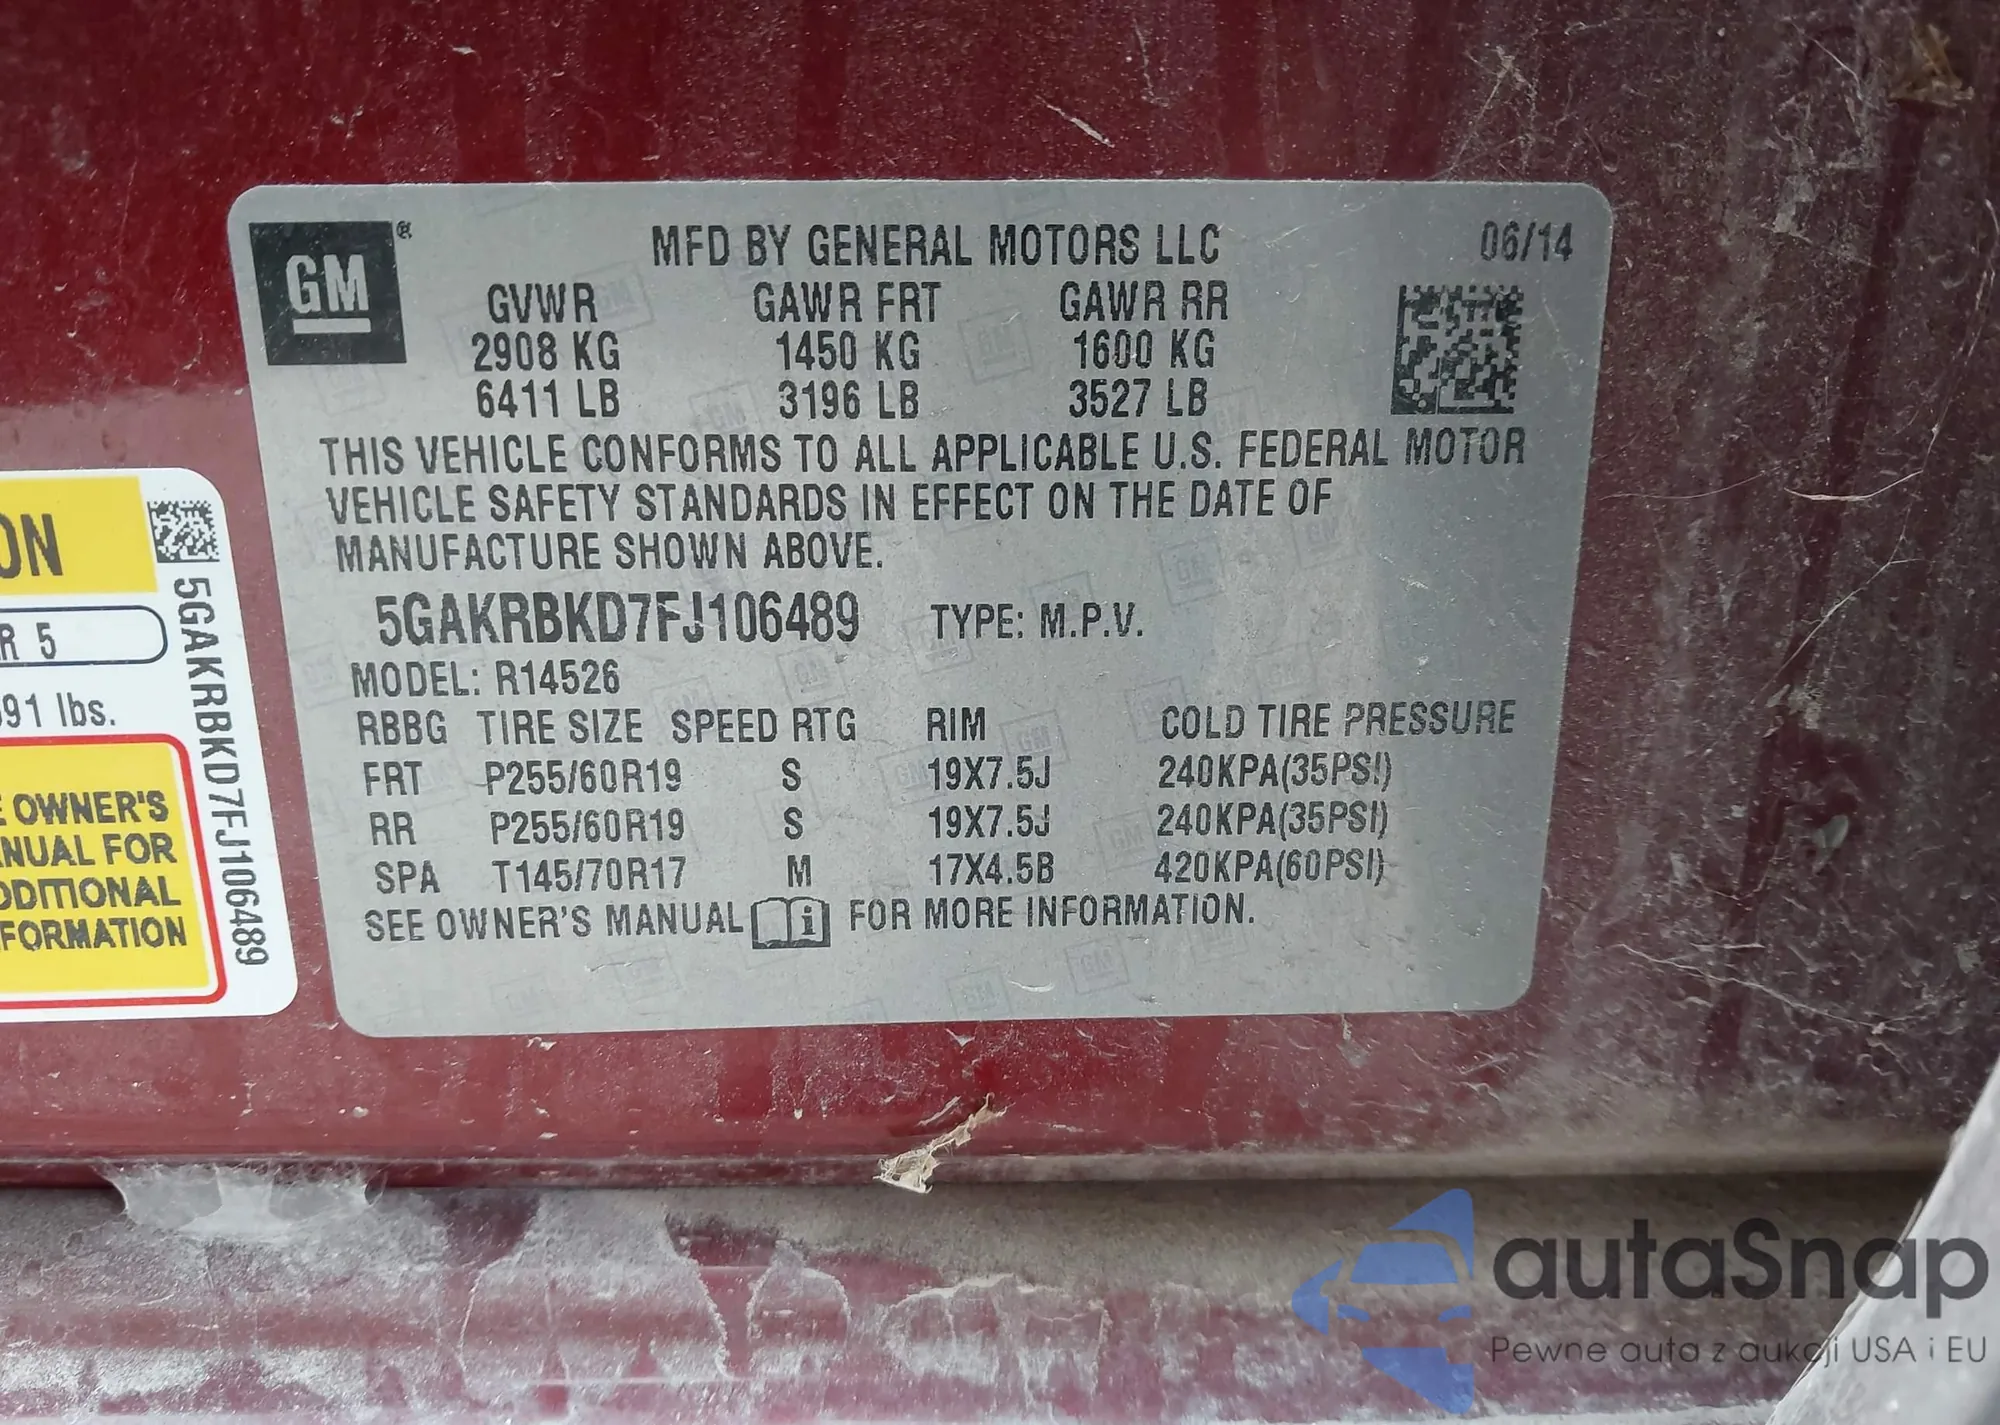 GM ®
MFD BY GENERAL MOTORS LLC 06/14
GVWR GAWR FRT GAWR RR
2908 KG 1450 KG 1600 KG
6411 LB 3196 LB 3527 LB
THIS VEHICLE CONFORMS TO ALL APPLICABLE U.S. FEDERAL MOTOR
VEHICLE SAFETY STANDARDS IN EFFECT ON THE DATE OF
MANUFACTURE SHOWN ABOVE.
5GAKRBKD7FJ106489 TYPE: M.P.V.
MODEL: R14526
RBBG TIRE SIZE SPEED RTG RIM COLD TIRE PRESSURE
FRT P255/60R19 S 19X7.5J 240KPA(35PSI)
RR P255/60R19 S 19X7.5J 240KPA(35PSI)
SPA T145/70R17 M 17X4.5B 420KPA(60PSI)
SEE OWNER'S MANUAL i FOR MORE INFORMATION.
ON
R 5
91 lbs.
E OWNER'S
NUAL FOR
DDITIONAL
FORMATION
5GAKRBKD7FJ106489
autaSnap
Pewne auta z aukcji USA i EU